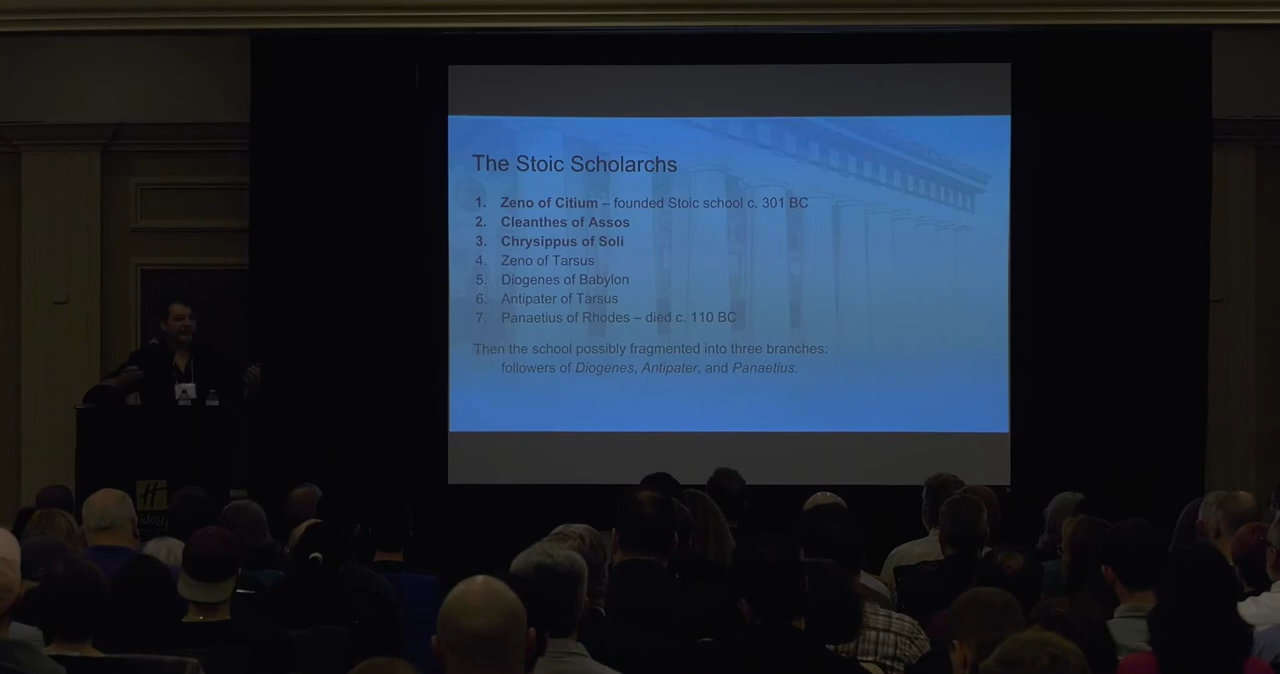 The Stoic Scholarchs
1. Zeno of Citium – founded Stoic school c. 301 BC
2. Cleanthes of Assos
3. Chrysippus of Soli
4. Zeno of Tarsus
5. Diogenes of Babylon
6. Antipater of Tarsus
7. Panaetius of Rhodes – died c. 110 BC
Then the school possibly fragmented into three branches:
followers of Diogenes, Antipater, and Panaetius.
H